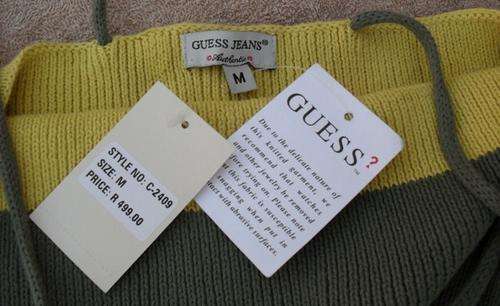 GUESS JEANS®
Authentic
M
STYLE NO: C-2409
SIZE: M
PRICE: R 499.00
GUESS?™
Due to the delicate nature of
this knitted garment, we
recommend that watches
and other jewelry be removed
before trying on. Please note
this fabric is susceptible
snagging when put in
contact with abrasive surfaces.